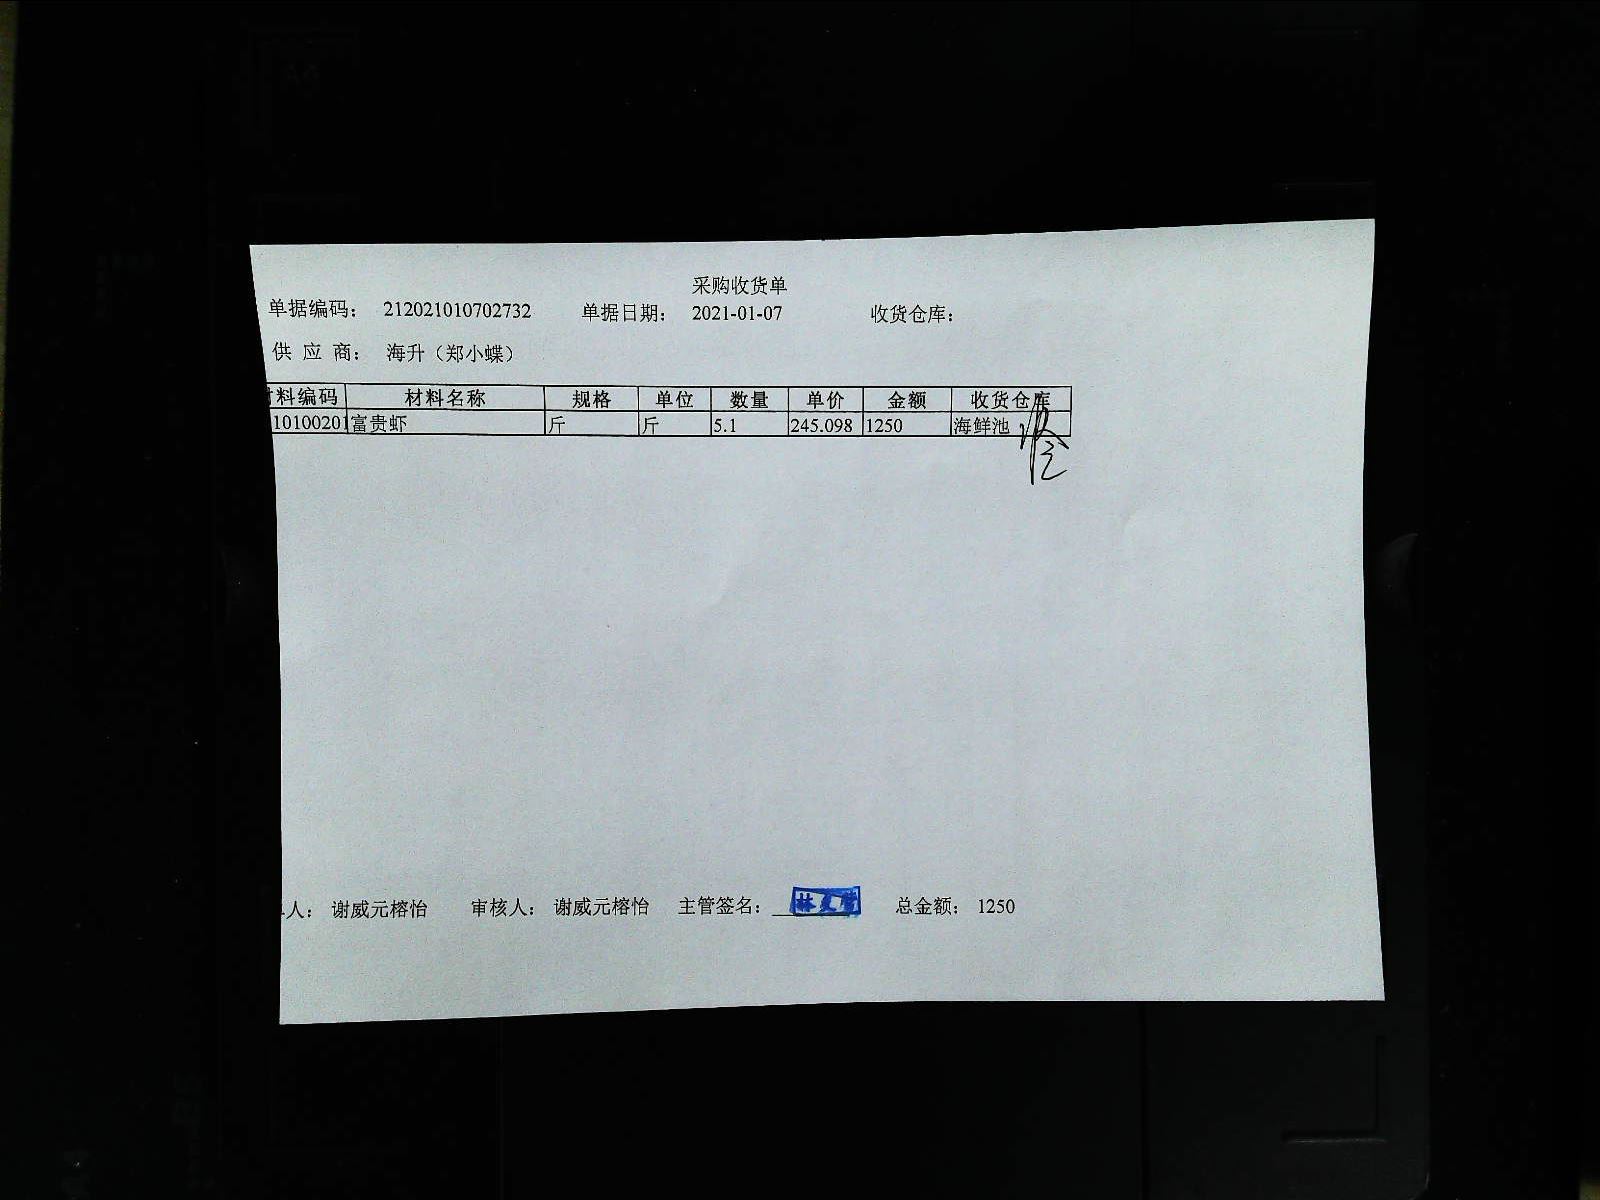 采购收货单
单据编码： 212021010702732 单据日期： 2021-01-07 收货仓库：
供 应 商： 海升（郑小蝶）
料编码 材料名称 规格 单位 数量 单价 金额 收货仓库
10100201 富贵虾 斤 斤 5.1 245.098 1250 海鲜池
人： 谢威元榕怡 审核人： 谢威元榕怡 主管签名： 林 总金额： 1250